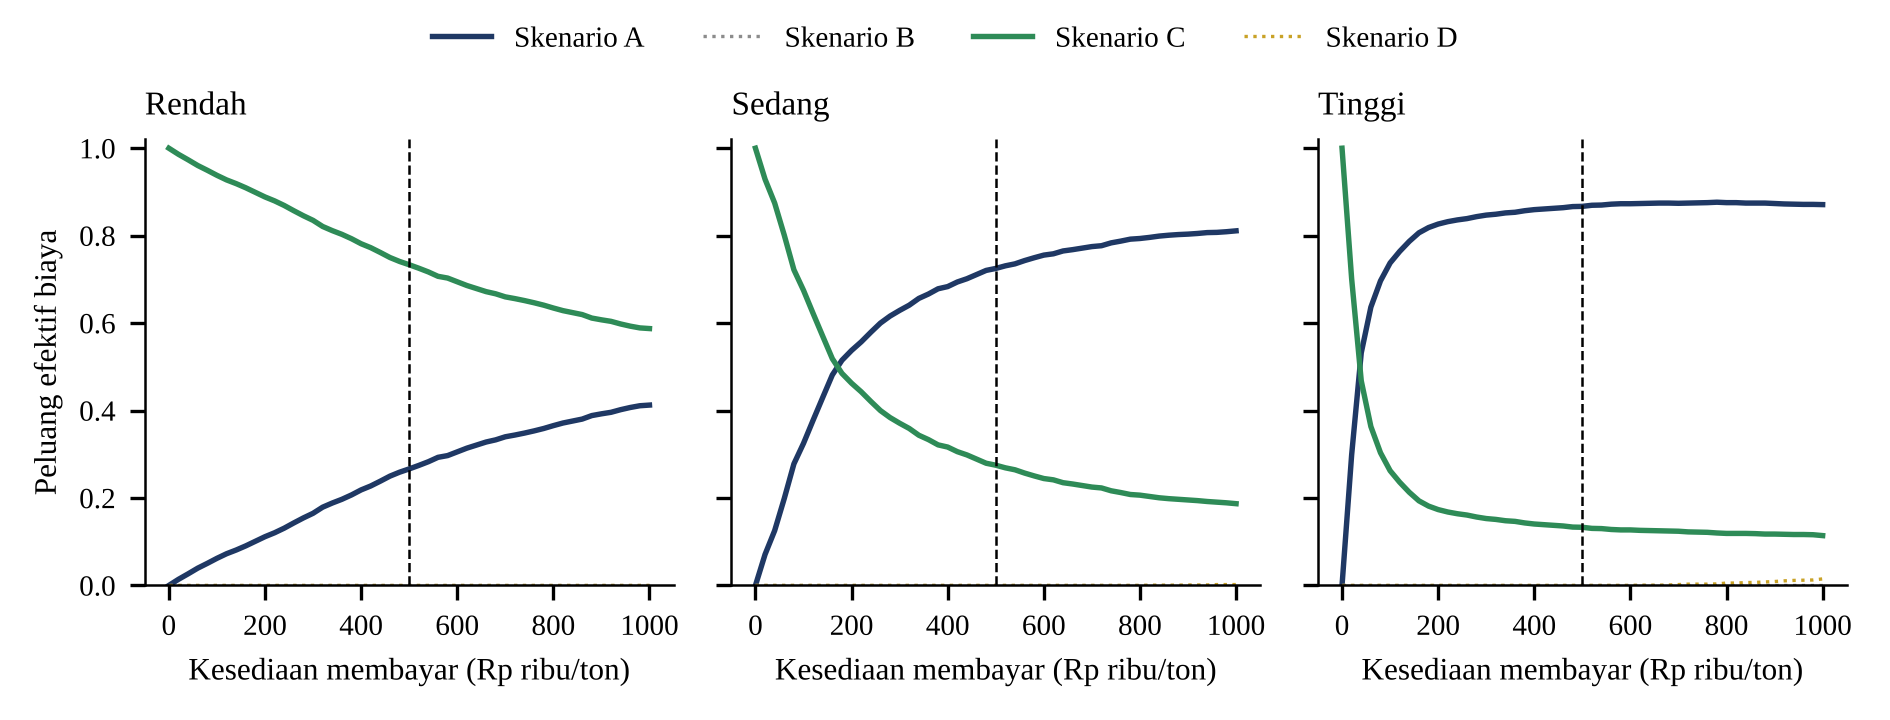 Skenario A Skenario B Skenario C Skenario D
Rendah Sedang Tinggi
Peluang efektif biaya
1.0
0.8
0.6
0.4
0.2
0.0
0 200 400 600 800 1000 0 200 400 600 800 1000 0 200 400 600 800 1000
Kesediaan membayar (Rp ribu/ton) Kesediaan membayar (Rp ribu/ton) Kesediaan membayar (Rp ribu/ton)